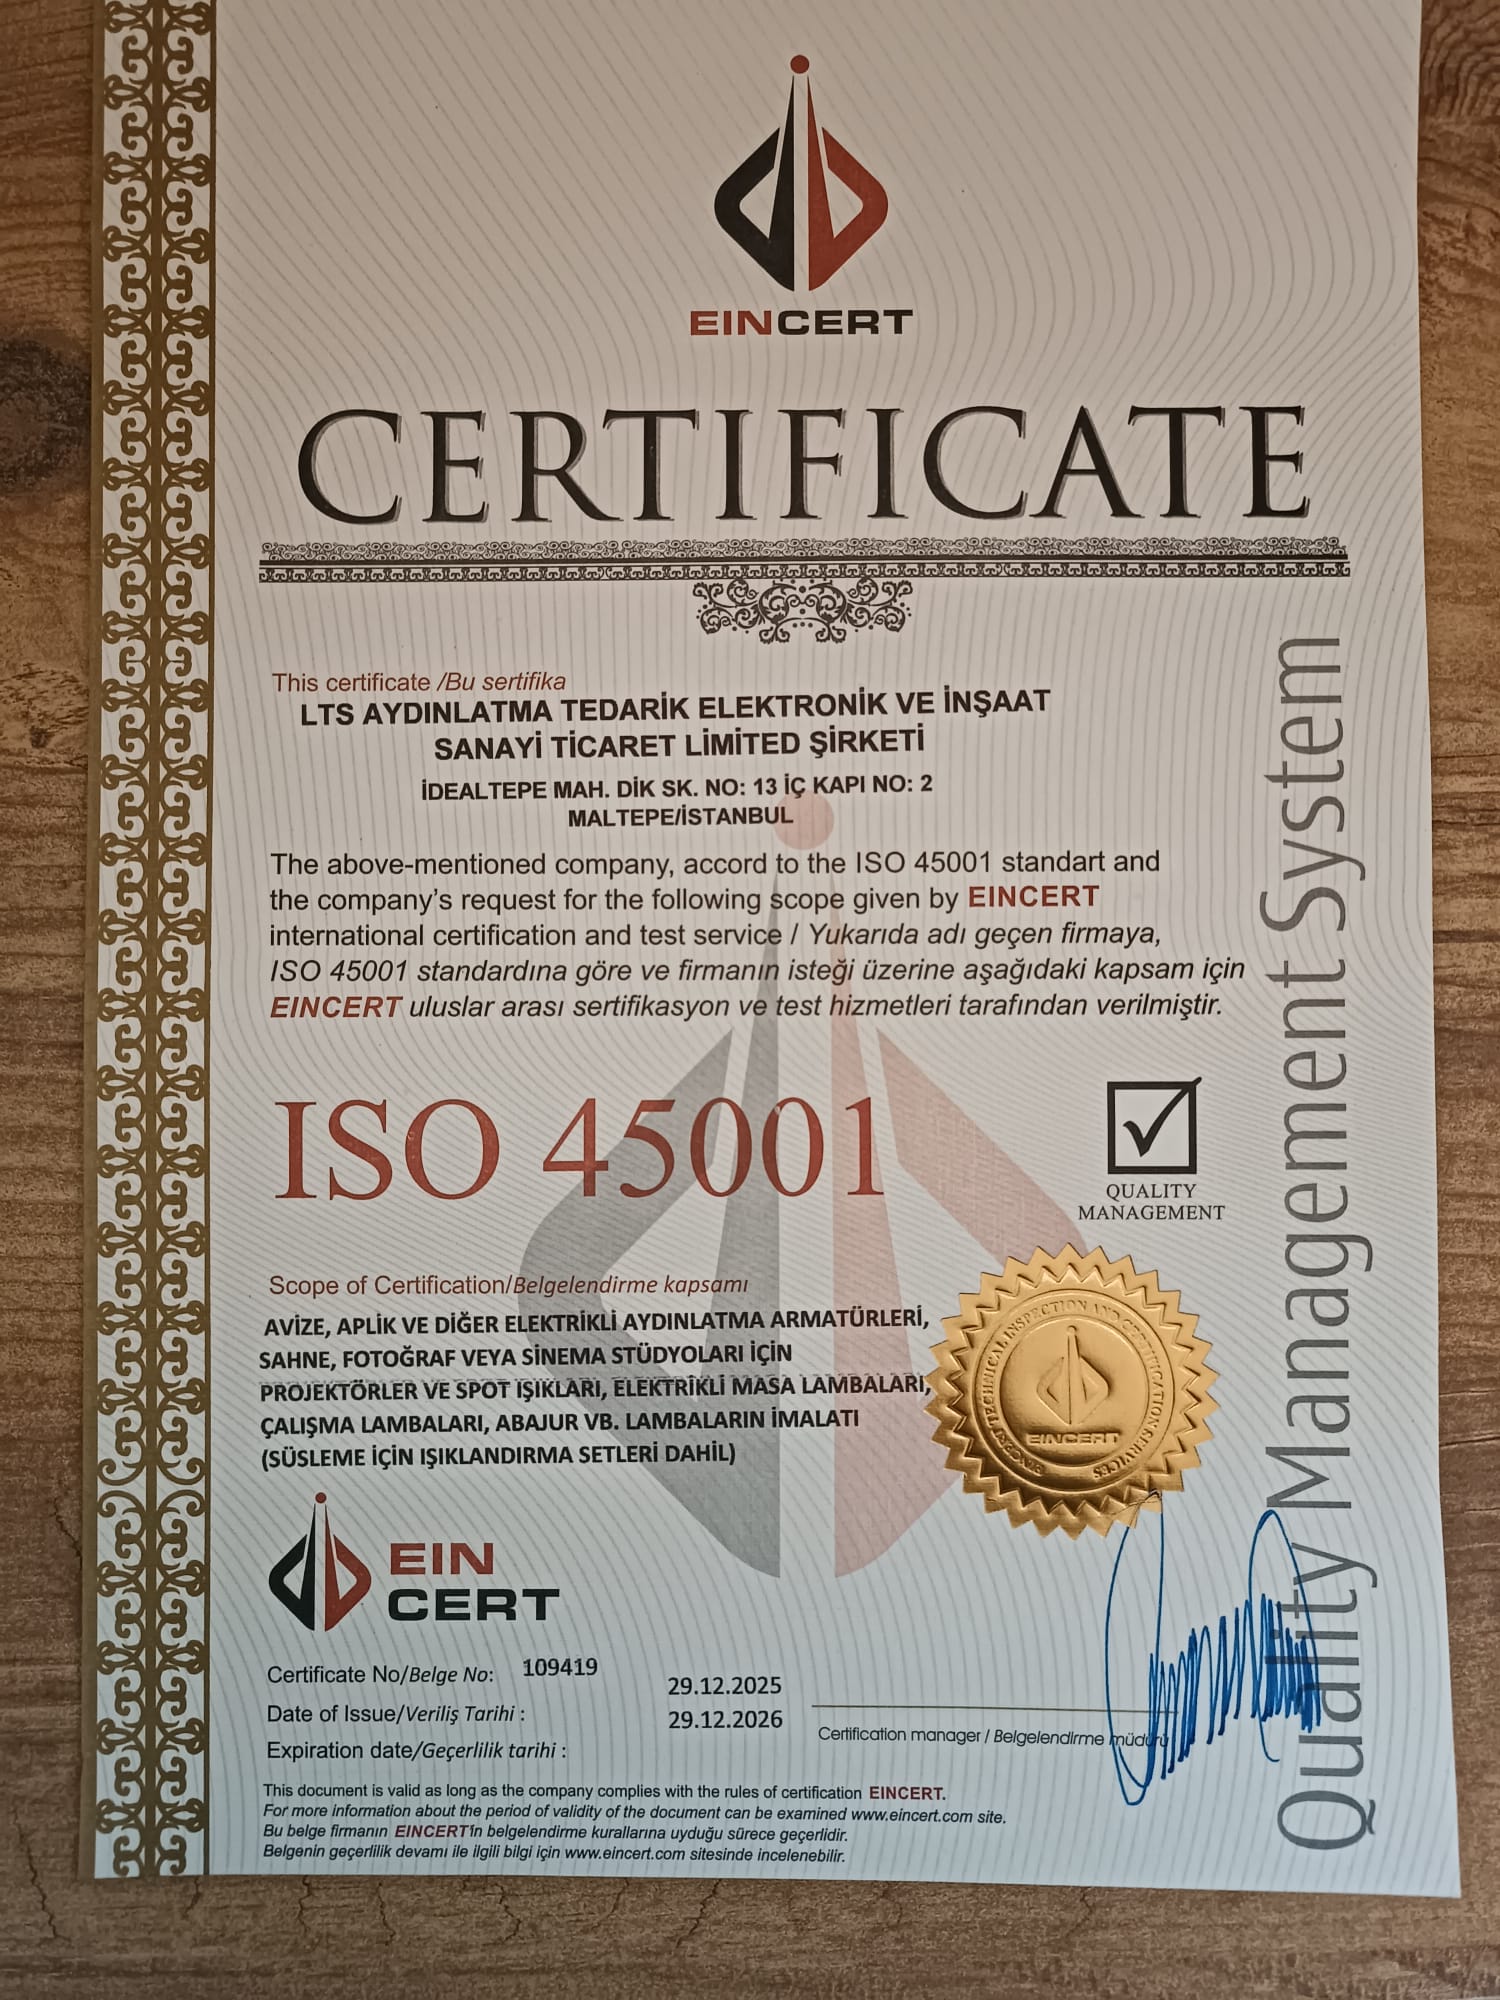 EINCERT
CERTIFICATE
This certificate /Bu sertifika
LTS AYDINLATMA TEDARİK ELEKTRONİK VE İNŞAAT
SANAYİ TİCARET LİMİTED ŞİRKETİ
İDEALTEPE MAH. DİK SK. NO: 13 İÇ KAPI NO: 2
MALTEPE/İSTANBUL
The above-mentioned company, accord to the ISO 45001 standart and
the company's request for the following scope given by EINCERT
international certification and test service / Yukarıda adı geçen firmaya,
ISO 45001 standardına göre ve firmanın isteği üzerine aşağıdaki kapsam için
EINCERT uluslar arası sertifikasyon ve test hizmetleri tarafından verilmiştir.
ISO 45001
QUALITY
MANAGEMENT
Scope of Certification/Belgelendirme kapsamı
AVİZE, APLİK VE DİĞER ELEKTRİKLİ AYDINLATMA ARMATÜRLERİ,
SAHNE, FOTOĞRAF VEYA SİNEMA STÜDYOLARI İÇİN
PROJEKTÖRLER VE SPOT IŞIKLARI, ELEKTRİKLİ MASA LAMBALARI,
ÇALIŞMA LAMBALARI, ABAJUR VB. LAMBALARIN İMALATI
(SÜSLEME İÇİN IŞIKLANDIRMA SETLERİ DAHİL)
TECHNICAL INSPECTION AND CERTIFICATION SERVICES
EINCERT
EIN
CERT
Certificate No/Belge No: 109419
Date of Issue/Veriliş Tarihi : 29.12.2025
Expiration date/Geçerlilik tarihi : 29.12.2026
Certification manager / Belgelendirme müdürü
This document is valid as long as the company complies with the rules of certification EINCERT.
For more information about the period of validity of the document can be examined www.eincert.com site.
Bu belge firmanın EINCERT'in belgelendirme kurallarına uyduğu sürece geçerlidir.
Belgenin geçerlilik devamı ile ilgili bilgi için www.eincert.com sitesinde incelenebilir.
Quality Management System